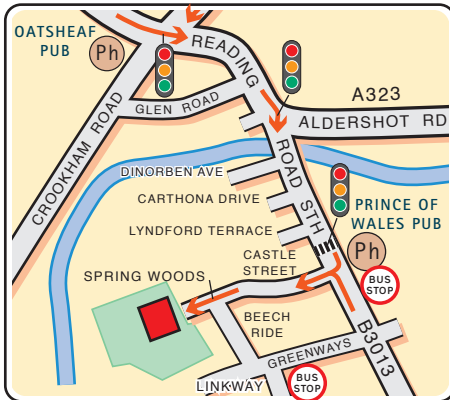 OATSHEAF
PUB
Ph
READING
ROAD STH
A323
ALDERSHOT RD
GLEN ROAD
CROOKHAM ROAD
DINORBEN AVE
CARTHONA DRIVE
LYNDFORD TERRACE
PRINCE OF
WALES PUB
Ph
CASTLE
STREET
SPRING WOODS
BUS
STOP
BEECH
RIDE
B3013
GREENWAYS
LINKWAY
BUS
STOP